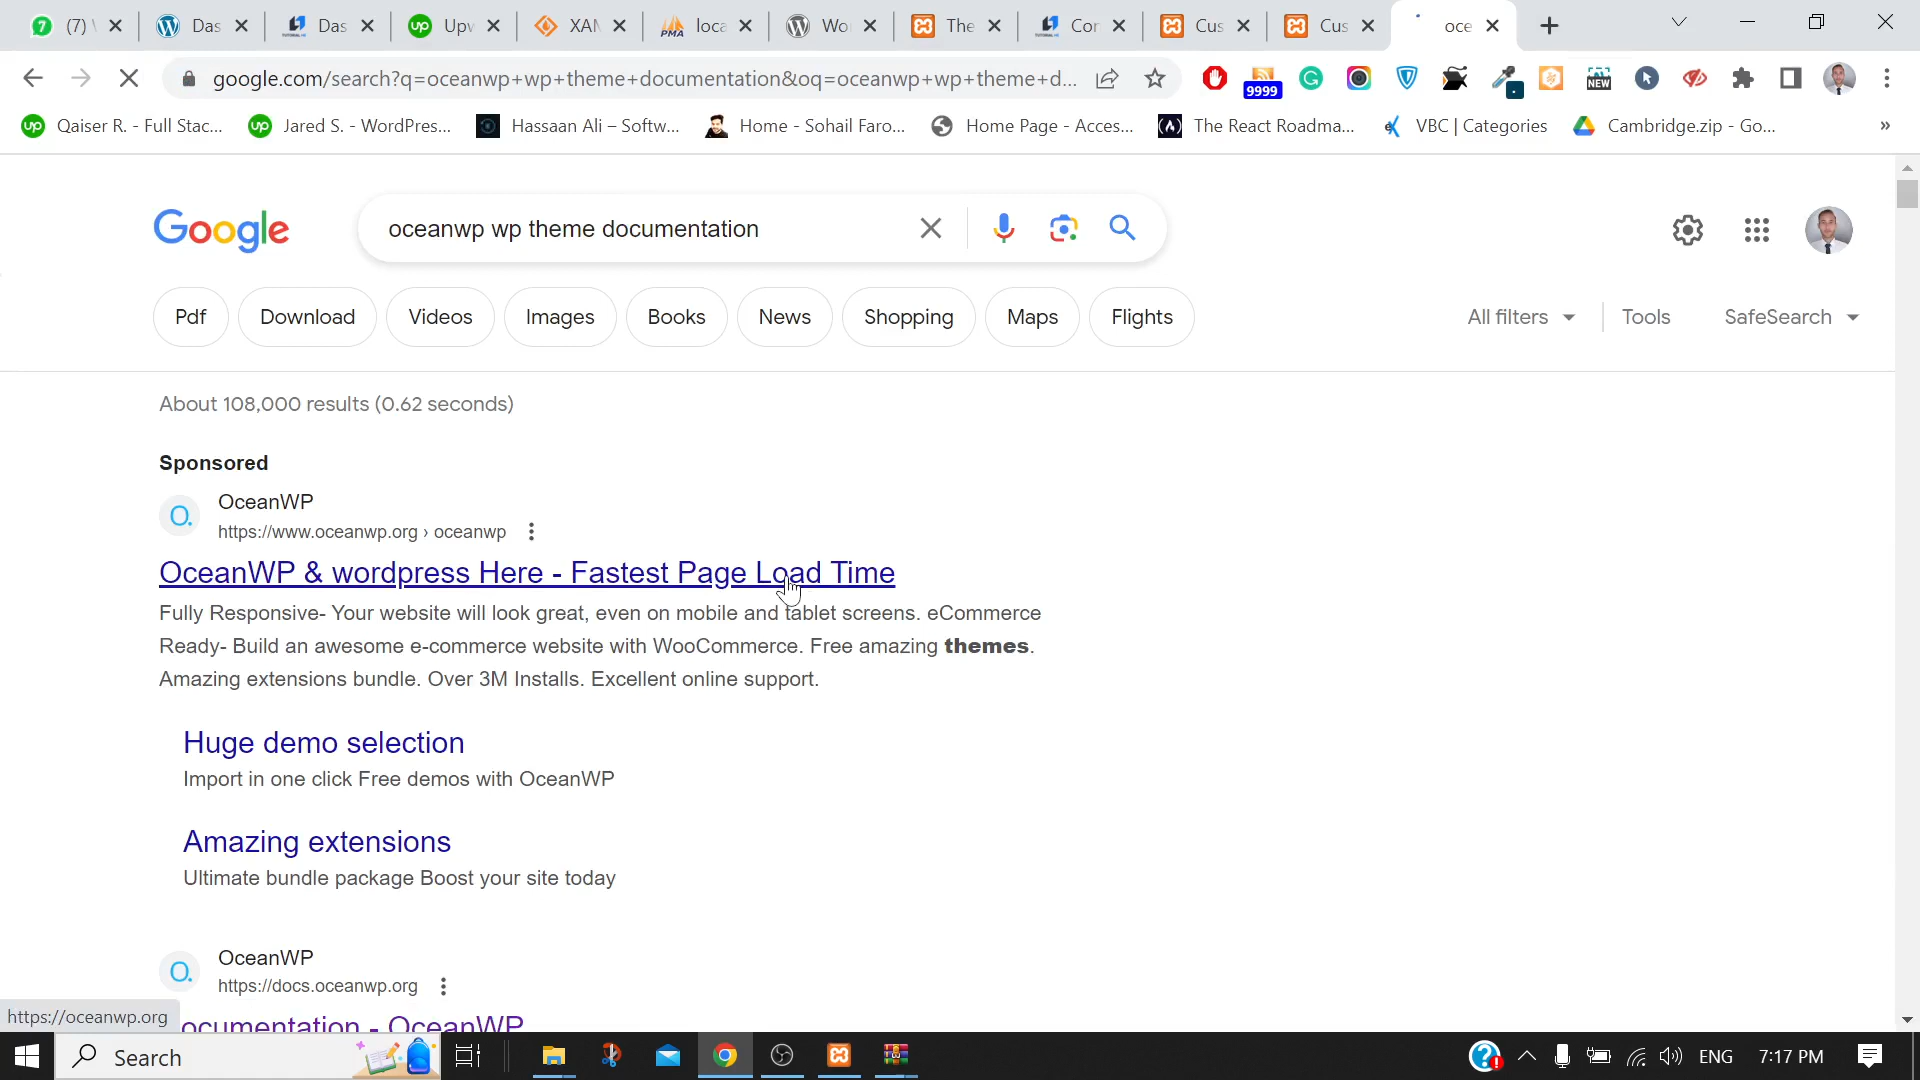 (7)
Das
Das
Upv
XAN
loca
PMA
Wo
The
Cor
Cus
Cus
oce
google.com/search?q=oceanwp+wp+theme+documentation&oq=oceanwp+wp+theme+d...
9999
NEW
Qaiser R. - Full Stac...
Jared S. - WordPres...
Hassaan Ali – Softw...
Home - Sohail Faro...
Home Page - Acces...
The React Roadma...
VBC | Categories
Cambridge.zip - Go...
Google
oceanwp wp theme documentation
Pdf
Download
Videos
Images
Books
News
Shopping
Maps
Flights
All filters
Tools
SafeSearch
About 108,000 results (0.62 seconds)
Sponsored
OceanWP
https://www.oceanwp.org › oceanwp
OceanWP & wordpress Here - Fastest Page Load Time
Fully Responsive- Your website will look great, even on mobile and tablet screens. eCommerce
Ready- Build an awesome e-commerce website with WooCommerce. Free amazing themes.
Amazing extensions bundle. Over 3M Installs. Excellent online support.
Huge demo selection
Import in one click Free demos with OceanWP
Amazing extensions
Ultimate bundle package Boost your site today
OceanWP
https://docs.oceanwp.org
ocumentation - OceanWP
https://oceanwp.org
Search
ENG
7:17 PM